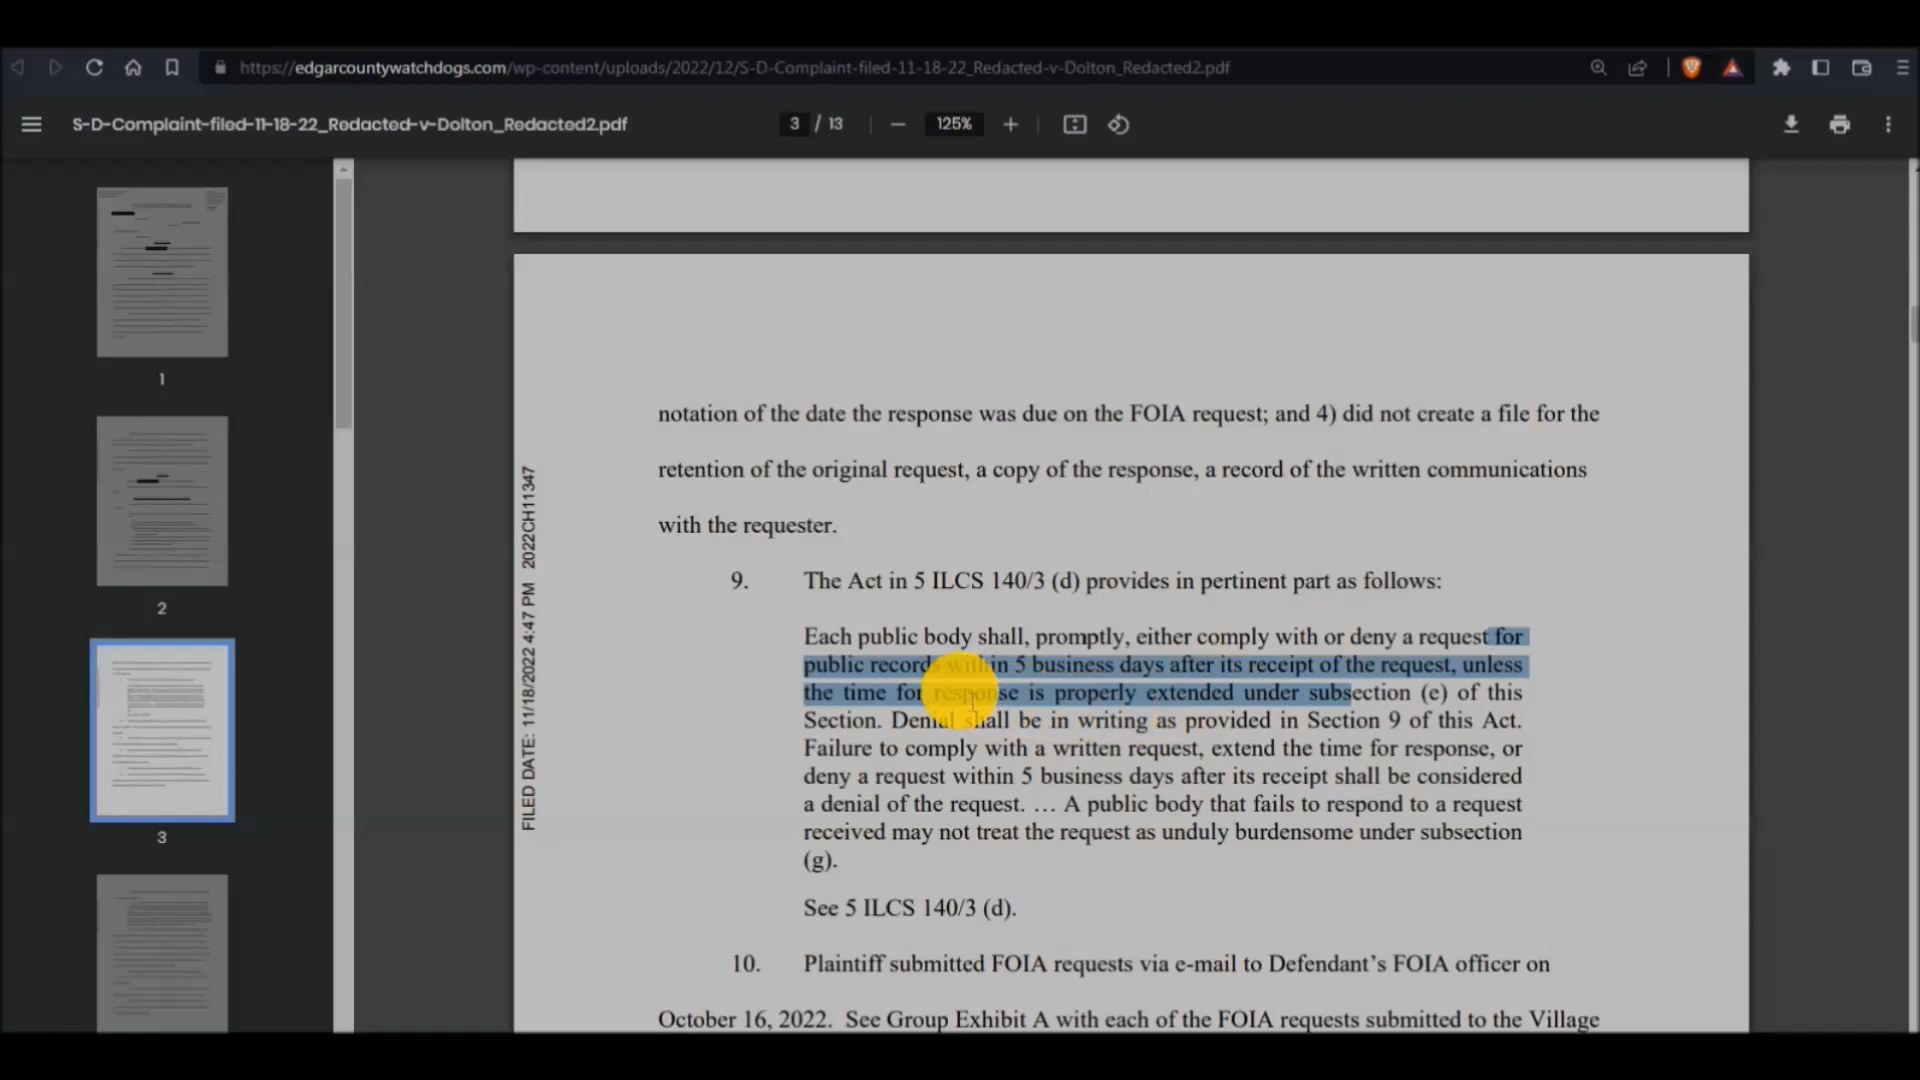 https://edgarcountywatchdogs.com/wp-content/uploads/2022/12/S-D-Complaint-filed-11-18-22_Redacted-v-Dolton_Redacted2.pdf
S-D-Complaint-filed-11-18-22_Redacted-v-Dolton_Redacted2.pdf
3 / 13
125%
1
2
3
FILED DATE: 11/18/2022 4:47 PM 2022CH11347
notation of the date the response was due on the FOIA request; and 4) did not create a file for the
retention of the original request, a copy of the response, a record of the written communications
with the requester.
9. The Act in 5 ILCS 140/3 (d) provides in pertinent part as follows:
Each public body shall, promptly, either comply with or deny a request for
public records within 5 business days after its receipt of the request, unless
the time for response is properly extended under subsection (e) of this
Section. Denial shall be in writing as provided in Section 9 of this Act.
Failure to comply with a written request, extend the time for response, or
deny a request within 5 business days after its receipt shall be considered
a denial of the request. … A public body that fails to respond to a request
received may not treat the request as unduly burdensome under subsection
(g).
See 5 ILCS 140/3 (d).
10. Plaintiff submitted FOIA requests via e-mail to Defendant’s FOIA officer on
October 16, 2022. See Group Exhibit A with each of the FOIA requests submitted to the Village